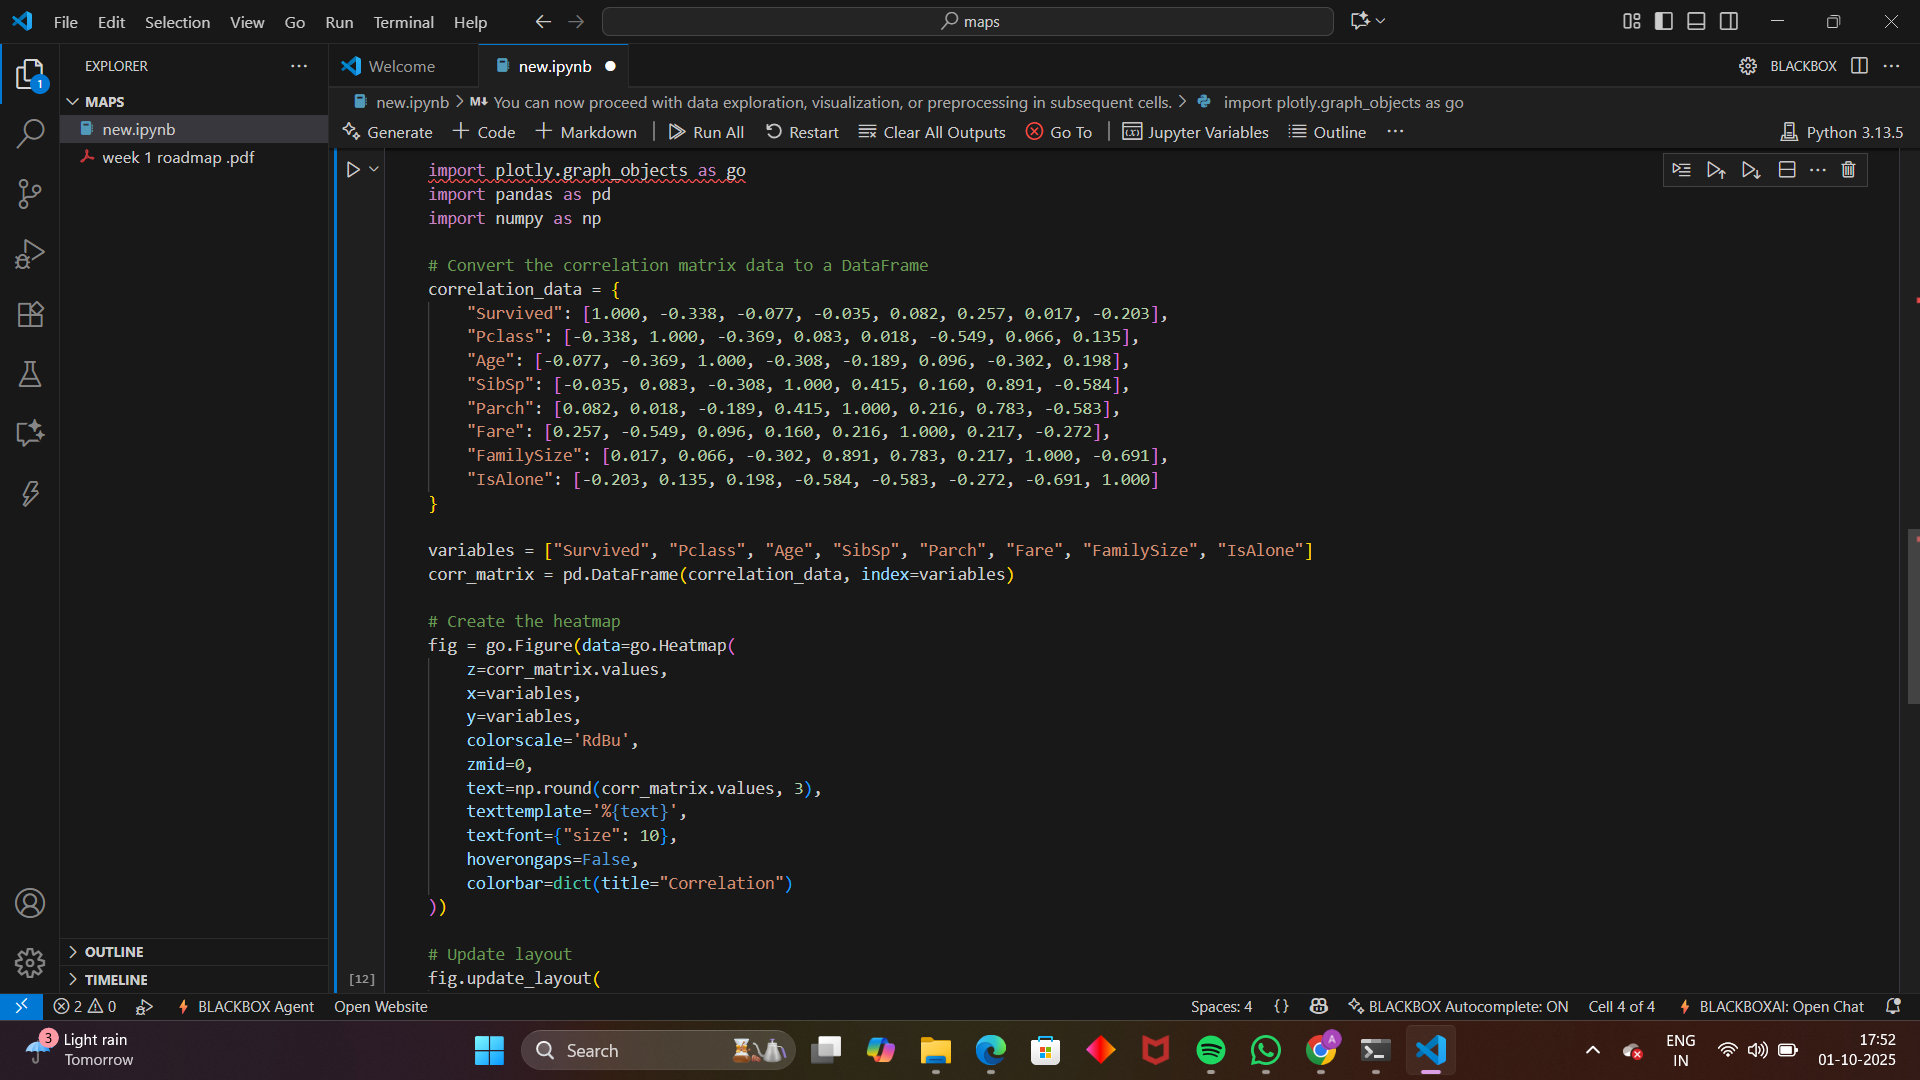 File Edit Selection View Go Run Terminal Help
maps
EXPLORER
Welcome
new.ipynb
BLACKBOX
MAPS
new.ipynb
week 1 roadmap .pdf
new.ipynb > M↓ You can now proceed with data exploration, visualization, or preprocessing in subsequent cells. > import plotly.graph_objects as go
Generate + Code + Markdown | Run All Restart Clear All Outputs Go To | Jupyter Variables Outline ...
Python 3.13.5
import plotly.graph_objects as go
import pandas as pd
import numpy as np
# Convert the correlation matrix data to a DataFrame
correlation_data = {
"Survived": [1.000, -0.338, -0.077, -0.035, 0.082, 0.257, 0.017, -0.203],
"Pclass": [-0.338, 1.000, -0.369, 0.083, 0.018, -0.549, 0.066, 0.135],
"Age": [-0.077, -0.369, 1.000, -0.308, -0.189, 0.096, -0.302, 0.198],
"SibSp": [-0.035, 0.083, -0.308, 1.000, 0.415, 0.160, 0.891, -0.584],
"Parch": [0.082, 0.018, -0.189, 0.415, 1.000, 0.216, 0.783, -0.583],
"Fare": [0.257, -0.549, 0.096, 0.160, 0.216, 1.000, 0.217, -0.272],
"FamilySize": [0.017, 0.066, -0.302, 0.891, 0.783, 0.217, 1.000, -0.691],
"IsAlone": [-0.203, 0.135, 0.198, -0.584, -0.583, -0.272, -0.691, 1.000]
}
variables = ["Survived", "Pclass", "Age", "SibSp", "Parch", "Fare", "FamilySize", "IsAlone"]
corr_matrix = pd.DataFrame(correlation_data, index=variables)
# Create the heatmap
fig = go.Figure(data=go.Heatmap(
z=corr_matrix.values,
x=variables,
y=variables,
colorscale='RdBu',
zmid=0,
text=np.round(corr_matrix.values, 3),
texttemplate='%{text}',
textfont={"size": 10},
hoverongaps=False,
colorbar=dict(title="Correlation")
))
# Update layout
fig.update_layout(
[12]
OUTLINE
TIMELINE
1
2 0 BLACKBOX Agent Open Website
Spaces: 4 {} BLACKBOX Autocomplete: ON Cell 4 of 4 BLACKBOXAI: Open Chat
3
Light rain
Tomorrow
Search
A
ENG
IN
17:52
01-10-2025